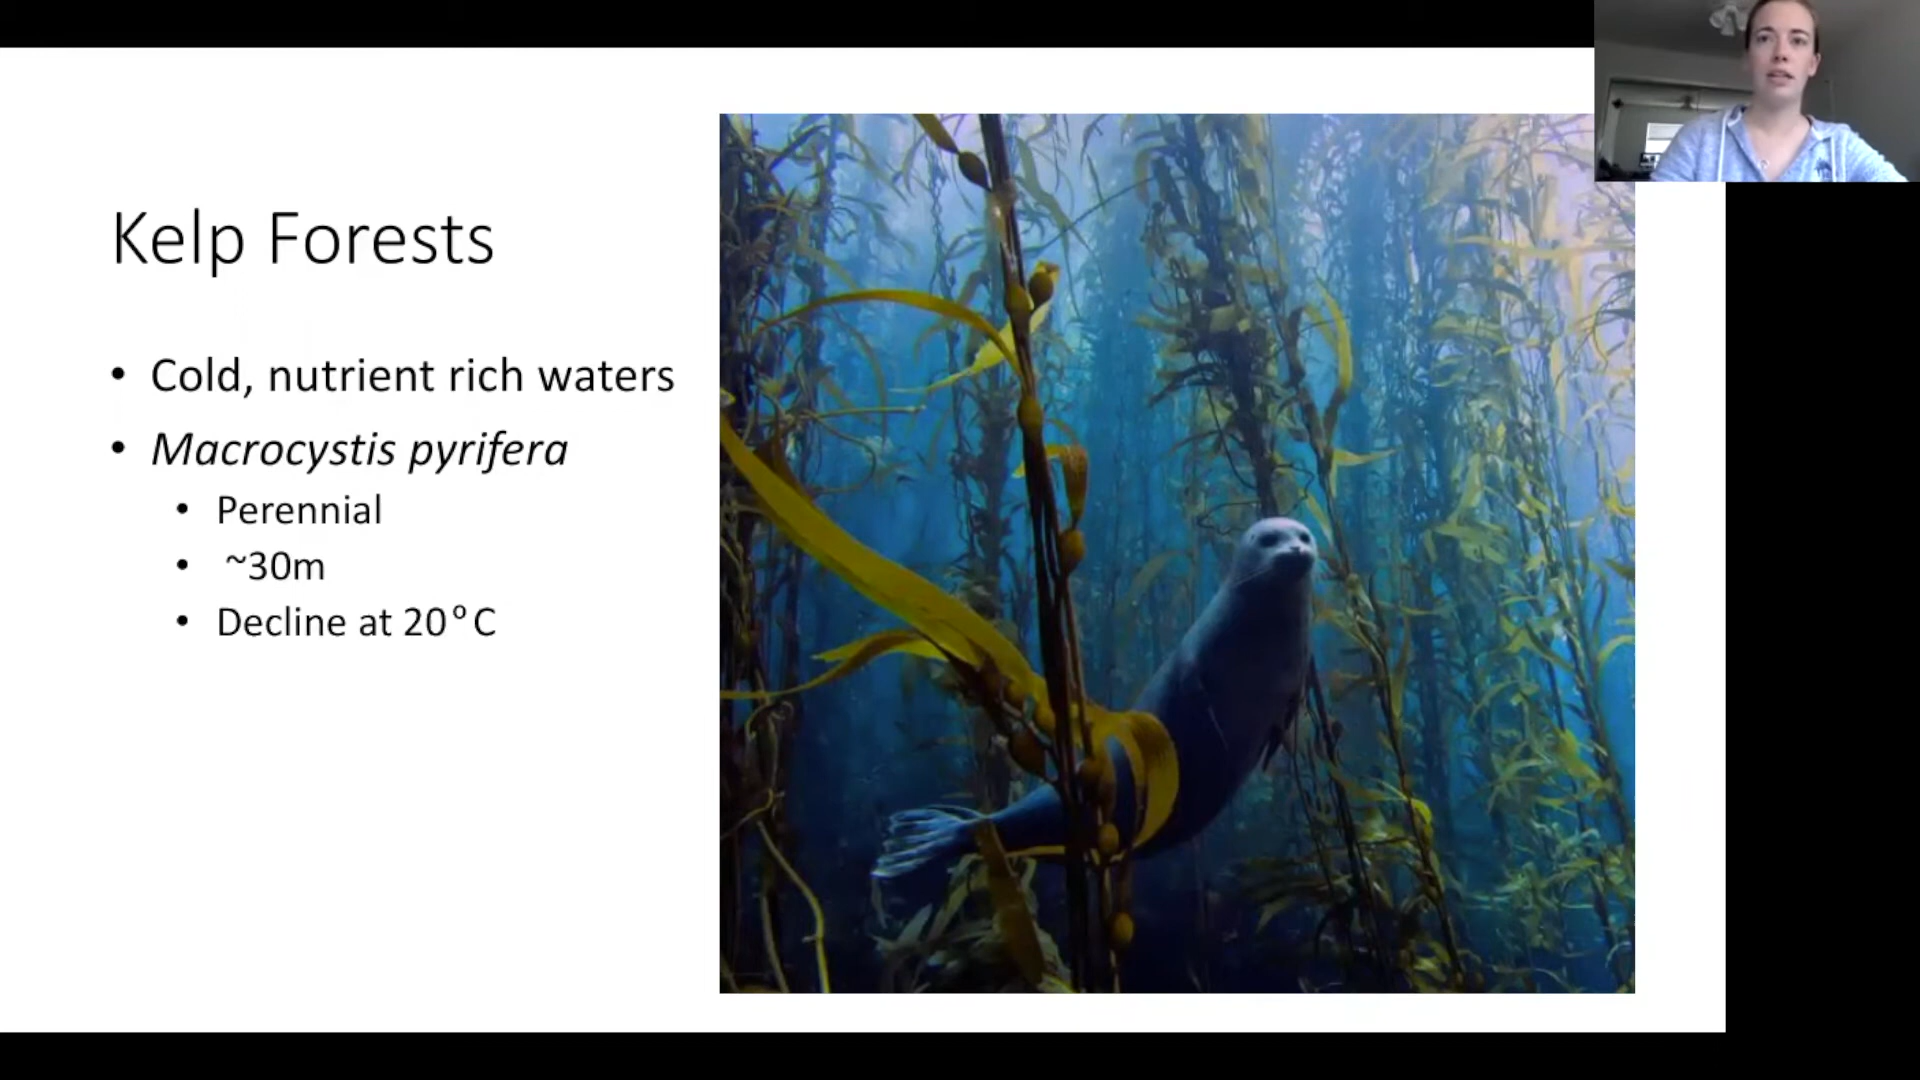 Kelp Forests
• Cold, nutrient rich waters
• Macrocystis pyrifera
• Perennial
• ~30m
• Decline at 20°C